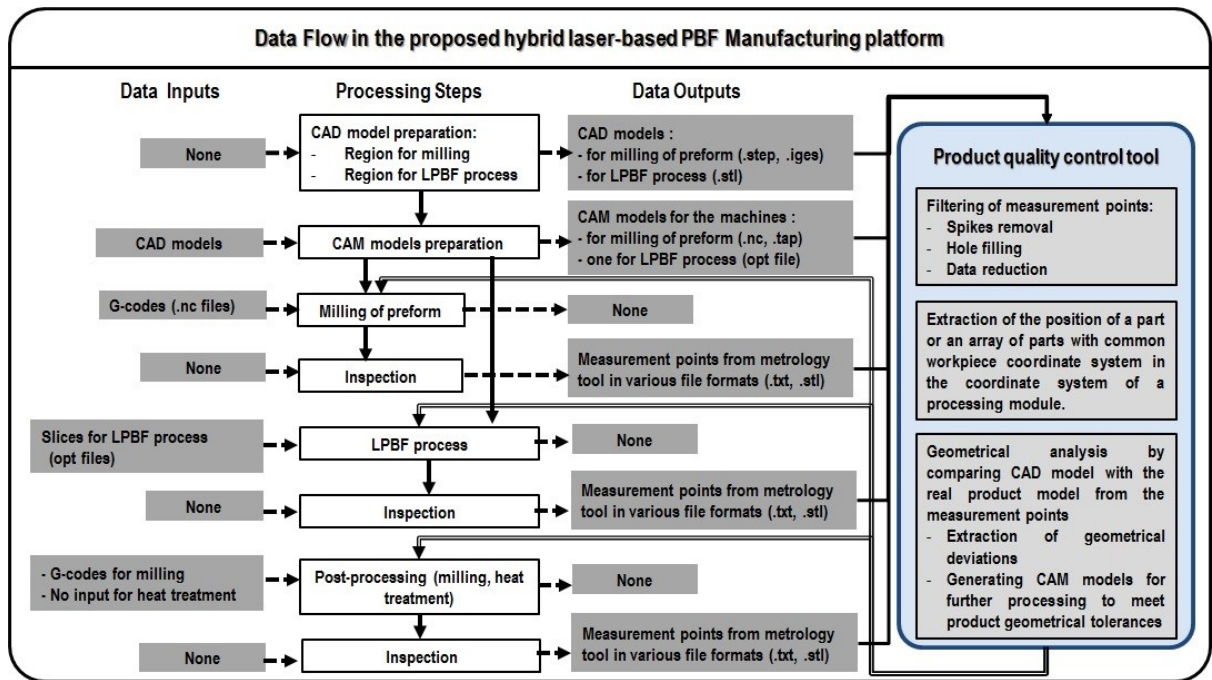 Data Flow in the proposed hybrid laser-based PBF Manufacturing platform
Data Inputs
Processing Steps
Data Outputs
None
CAD model preparation:
- Region for milling
- Region for LPBF process
CAD models :
- for milling of preform (.step, .iges)
- for LPBF process (.stl)
CAD models
CAM models preparation
CAM models for the machines :
- for milling of preform (.nc, .tap)
- one for LPBF process (opt file)
G-codes (.nc files)
Milling of preform
None
None
Inspection
Measurement points from metrology
tool in various file formats (.txt, .stl)
Slices for LPBF process
(opt files)
LPBF process
None
None
Inspection
Measurement points from metrology
tool in various file formats (.txt, .stl)
- G-codes for milling
- No input for heat treatment
Post-processing (milling, heat
treatment)
None
None
Inspection
Measurement points from metrology
tool in various file formats (.txt, .stl)
Product quality control tool
Filtering of measurement points:
- Spikes removal
- Hole filling
- Data reduction
Extraction of the position of a part
or an array of parts with common
workpiece coordinate system in
the coordinate system of a
processing module.
Geometrical analysis by
comparing CAD model with the
real product model from the
measurement points
- Extraction of geometrical
deviations
- Generating CAM models for
further processing to meet
product geometrical tolerances